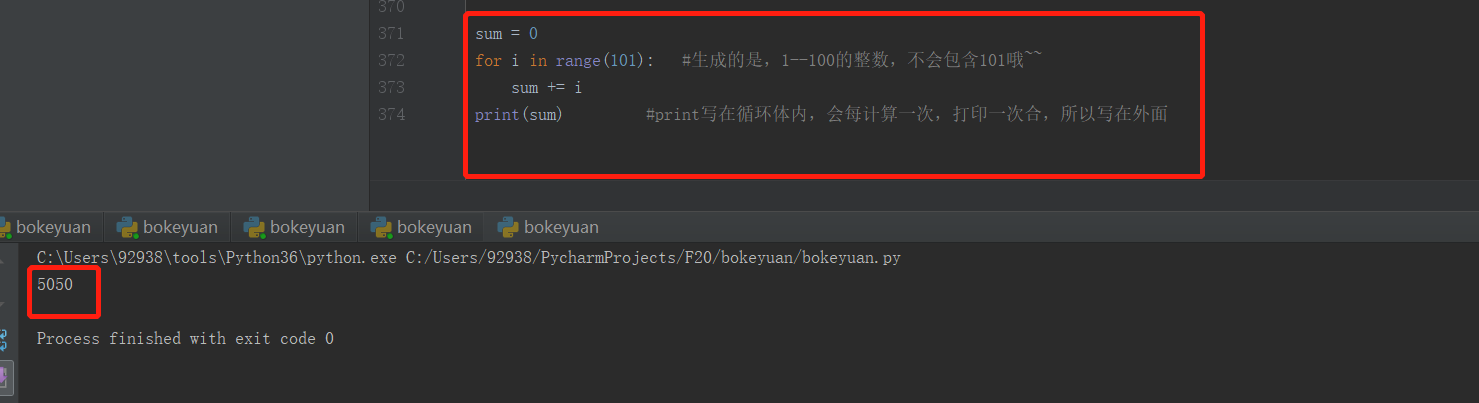 370
371 sum = 0
372 for i in range(101): #生成的是，1--100的整数，不会包含101哦~~
373 sum += i
374 print(sum) #print写在循环体内，会每计算一次，打印一次合，所以写在外面
bokeyuan bokeyuan bokeyuan bokeyuan bokeyuan
C:\Users\92938\tools\Python36\python.exe C:/Users/92938/PycharmProjects/F20/bokeyuan/bokeyuan.py
5050
Process finished with exit code 0